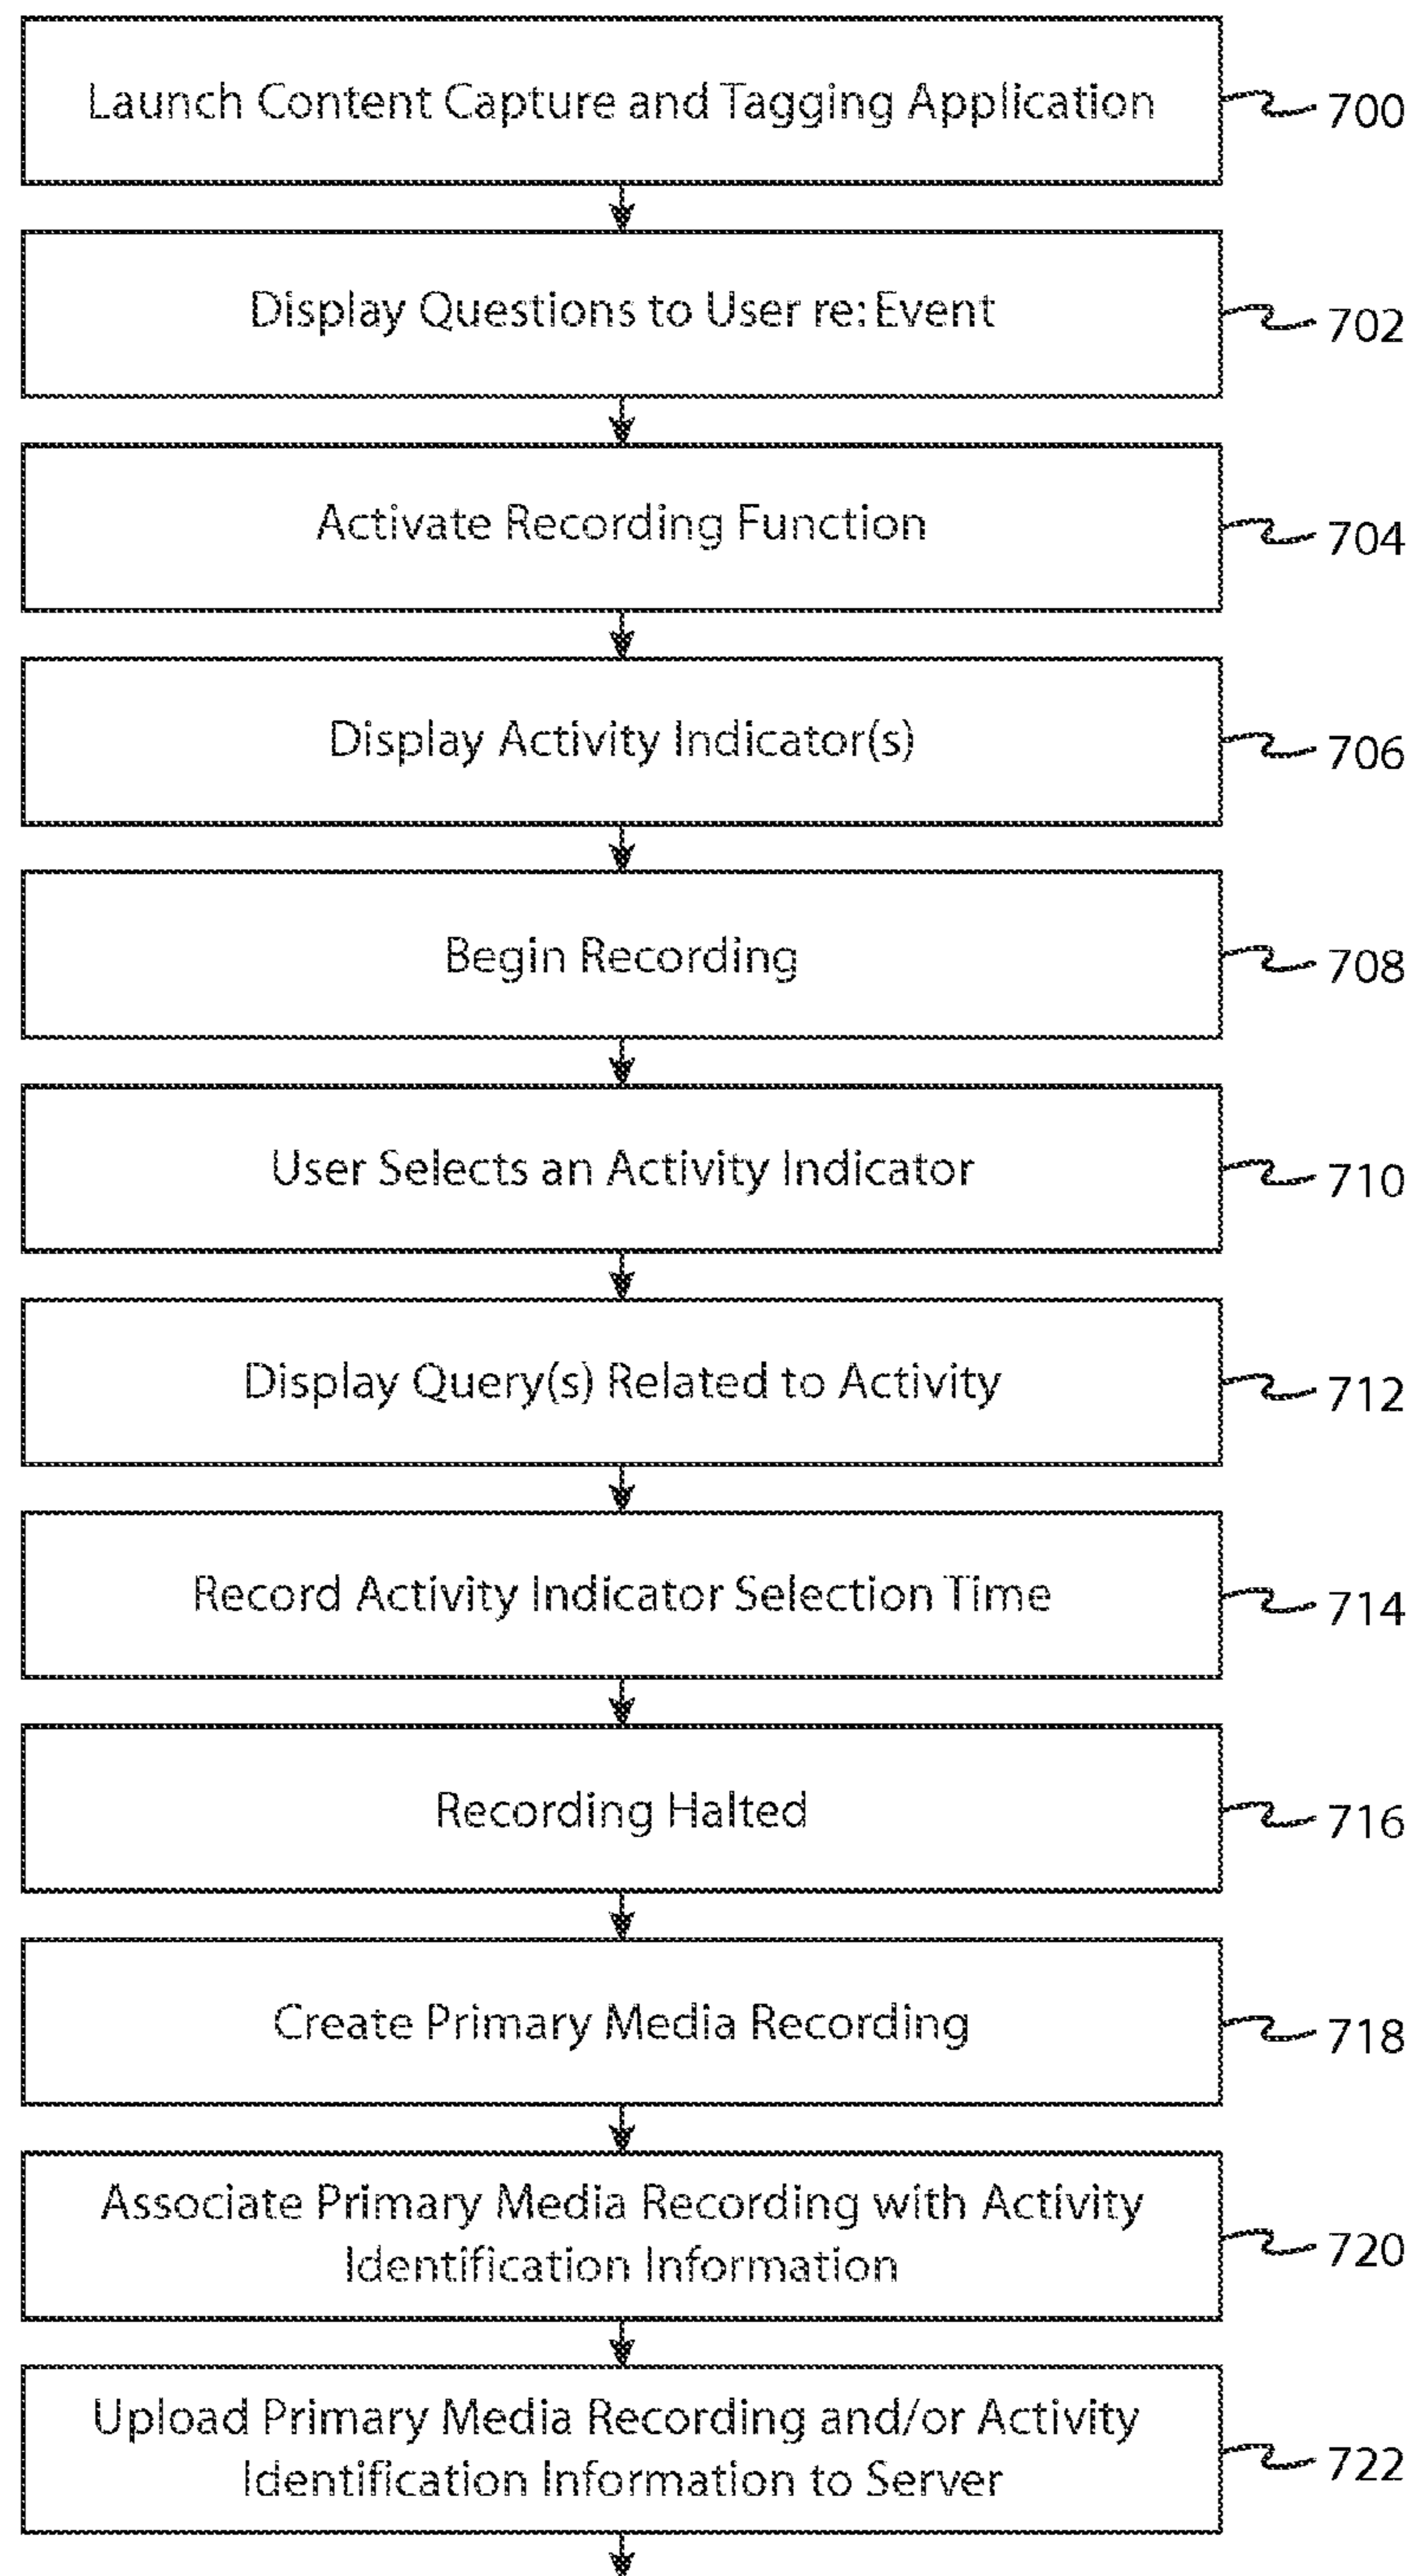 Launch Content Capture and Tagging Application
700
Display Questions to User re: Event
702
Activate Recording Function
704
Display Activity Indicator(s)
706
Begin Recording
708
User Selects an Activity Indicator
710
Display Query(s) Related to Activity
712
Record Activity Indicator Selection Time
714
Recording Halted
716
Create Primary Media Recording
718
Associate Primary Media Recording with Activity
Identification Information
720
Upload Primary Media Recording and/or Activity
Identification Information to Server
722